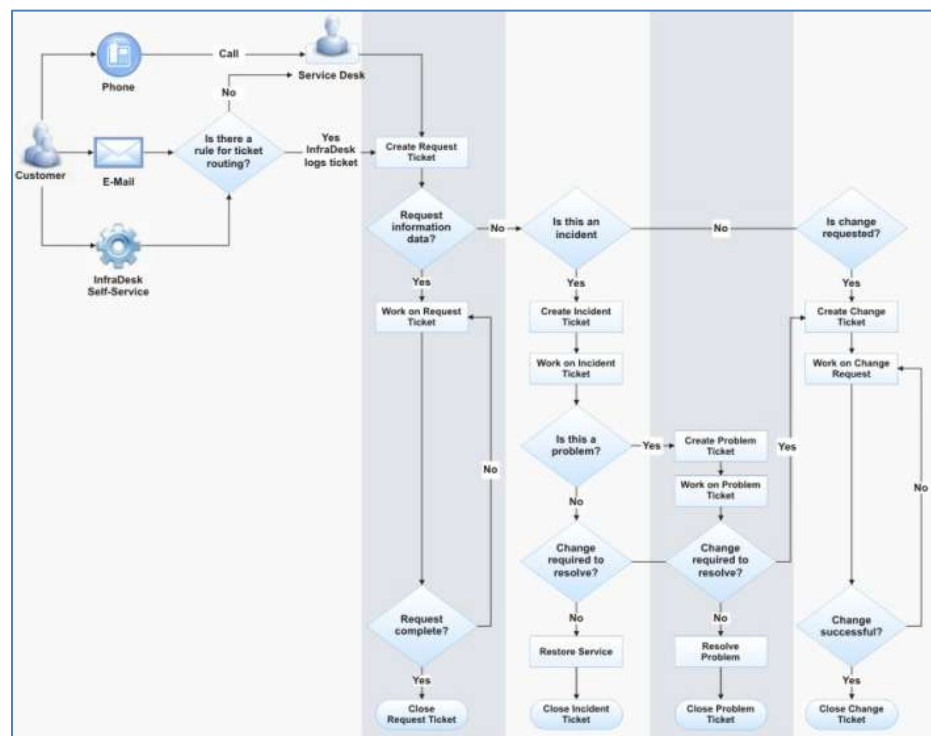 Call
Phone
Service Desk
No
Is there a
rule for ticket
routing?
Yes
InfraDesk
logs ticket
Create Request
Ticket
Customer
E-Mail
InfraDesk
Self-Service
Request
information
data?
No
Is this an
incident
No
Is change
requested?
Yes
Yes
Yes
Work on Request
Ticket
Create Incident
Ticket
Create Change
Ticket
Work on Incident
Ticket
Work on Change
Request
Is this a
problem?
Yes
Create Problem
Ticket
Yes
No
No
Work on Problem
Ticket
No
Change
required to
resolve?
Change
required to
resolve?
No
No
Request
complete?
Change
successful?
Restore Service
Resolve
Problem
Yes
Yes
Close
Request Ticket
Close Incident
Ticket
Close Problem
Ticket
Close Change
Ticket